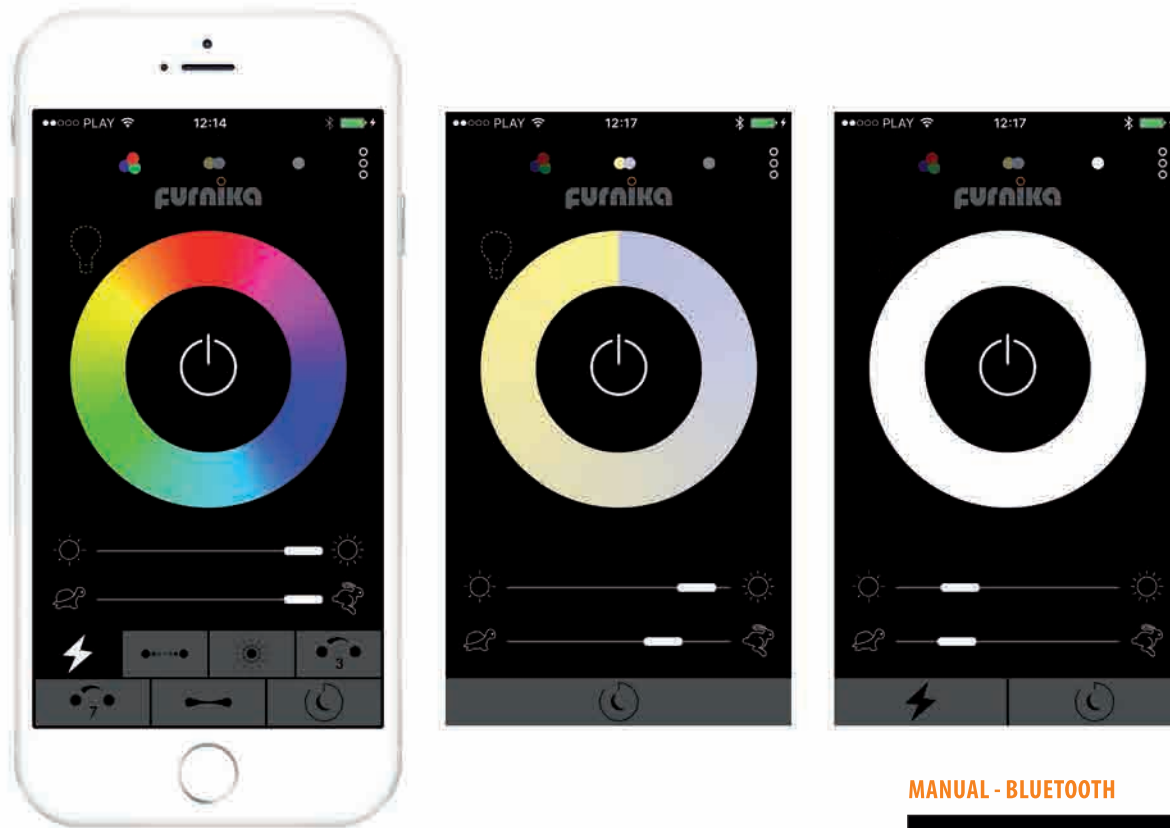 PLAY 12:14
FURNIKA
3
7
PLAY 12:17
FURNIKA
PLAY 12:17
FURNIKA
MANUAL - BLUETOOTH